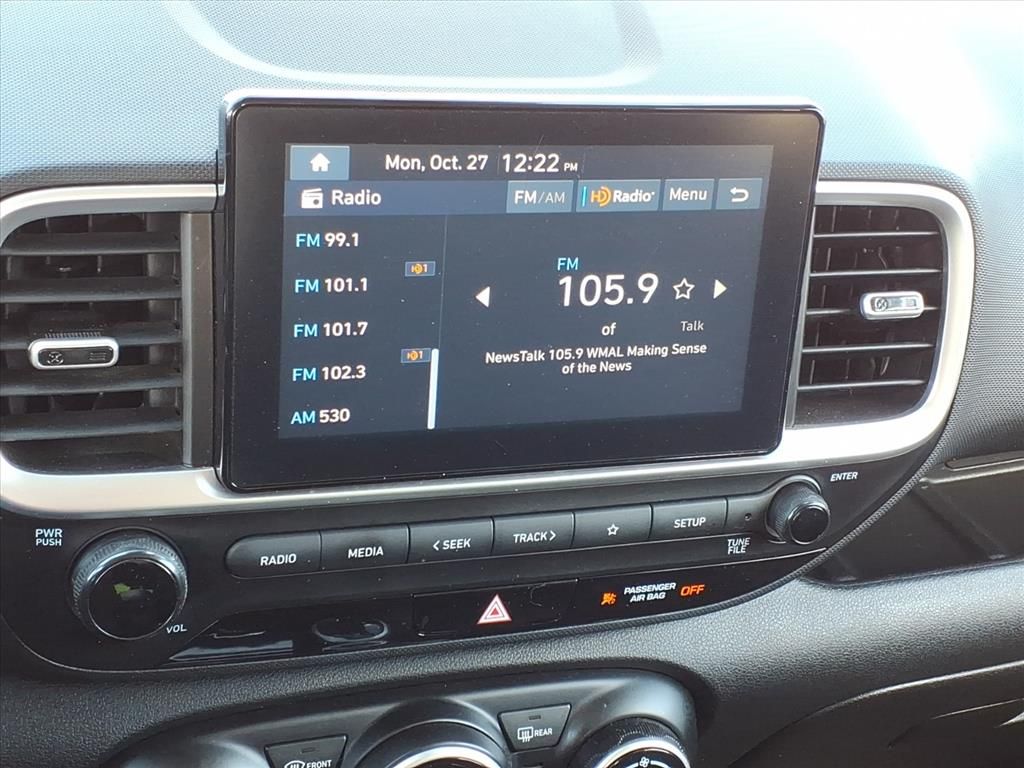 Mon, Oct. 27 12:22 PM
Radio FM/AM HD Radio Menu
FM 99.1
HD1
FM 101.1
FM 101.7
HD1
FM 102.3
AM 530
FM
105.9
of Talk
NewsTalk 105.9 WMAL Making Sense
of the News
PWR
PUSH
VOL
RADIO MEDIA < SEEK TRACK > SETUP
ENTER
TUNE
FILE
PASSENGER
AIR BAG OFF
FRONT REAR